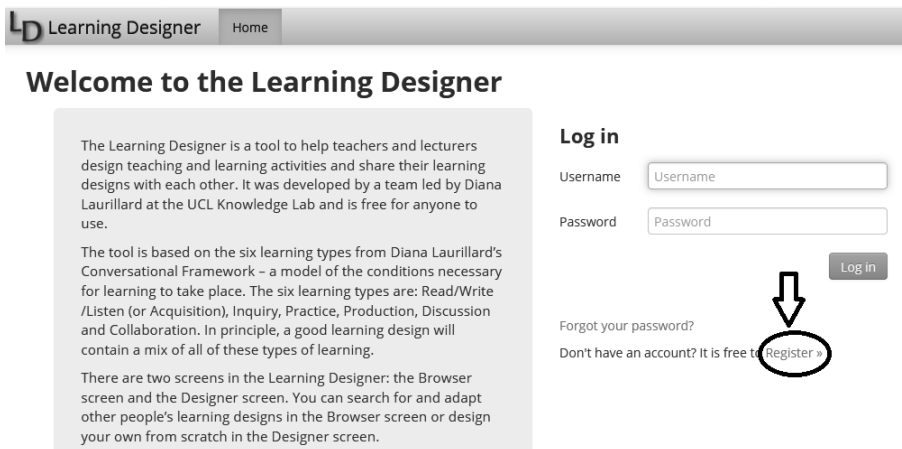 LD Learning Designer Home
Welcome to the Learning Designer
The Learning Designer is a tool to help teachers and lecturers
design teaching and learning activities and share their learning
designs with each other. It was developed by a team led by Diana
Laurillard at the UCL Knowledge Lab and is free for anyone to
use.
The tool is based on the six learning types from Diana Laurillard’s
Conversational Framework – a model of the conditions necessary
for learning to take place. The six learning types are: Read/Write
/Listen (or Acquisition), Inquiry, Practice, Production, Discussion
and Collaboration. In principle, a good learning design will
contain a mix of all of these types of learning.
There are two screens in the Learning Designer: the Browser
screen and the Designer screen. You can search for and adapt
other people’s learning designs in the Browser screen or design
your own from scratch in the Designer screen.
Log in
Username Username
Password Password
Log in
Forgot your password?
Don't have an account? It is free to Register »